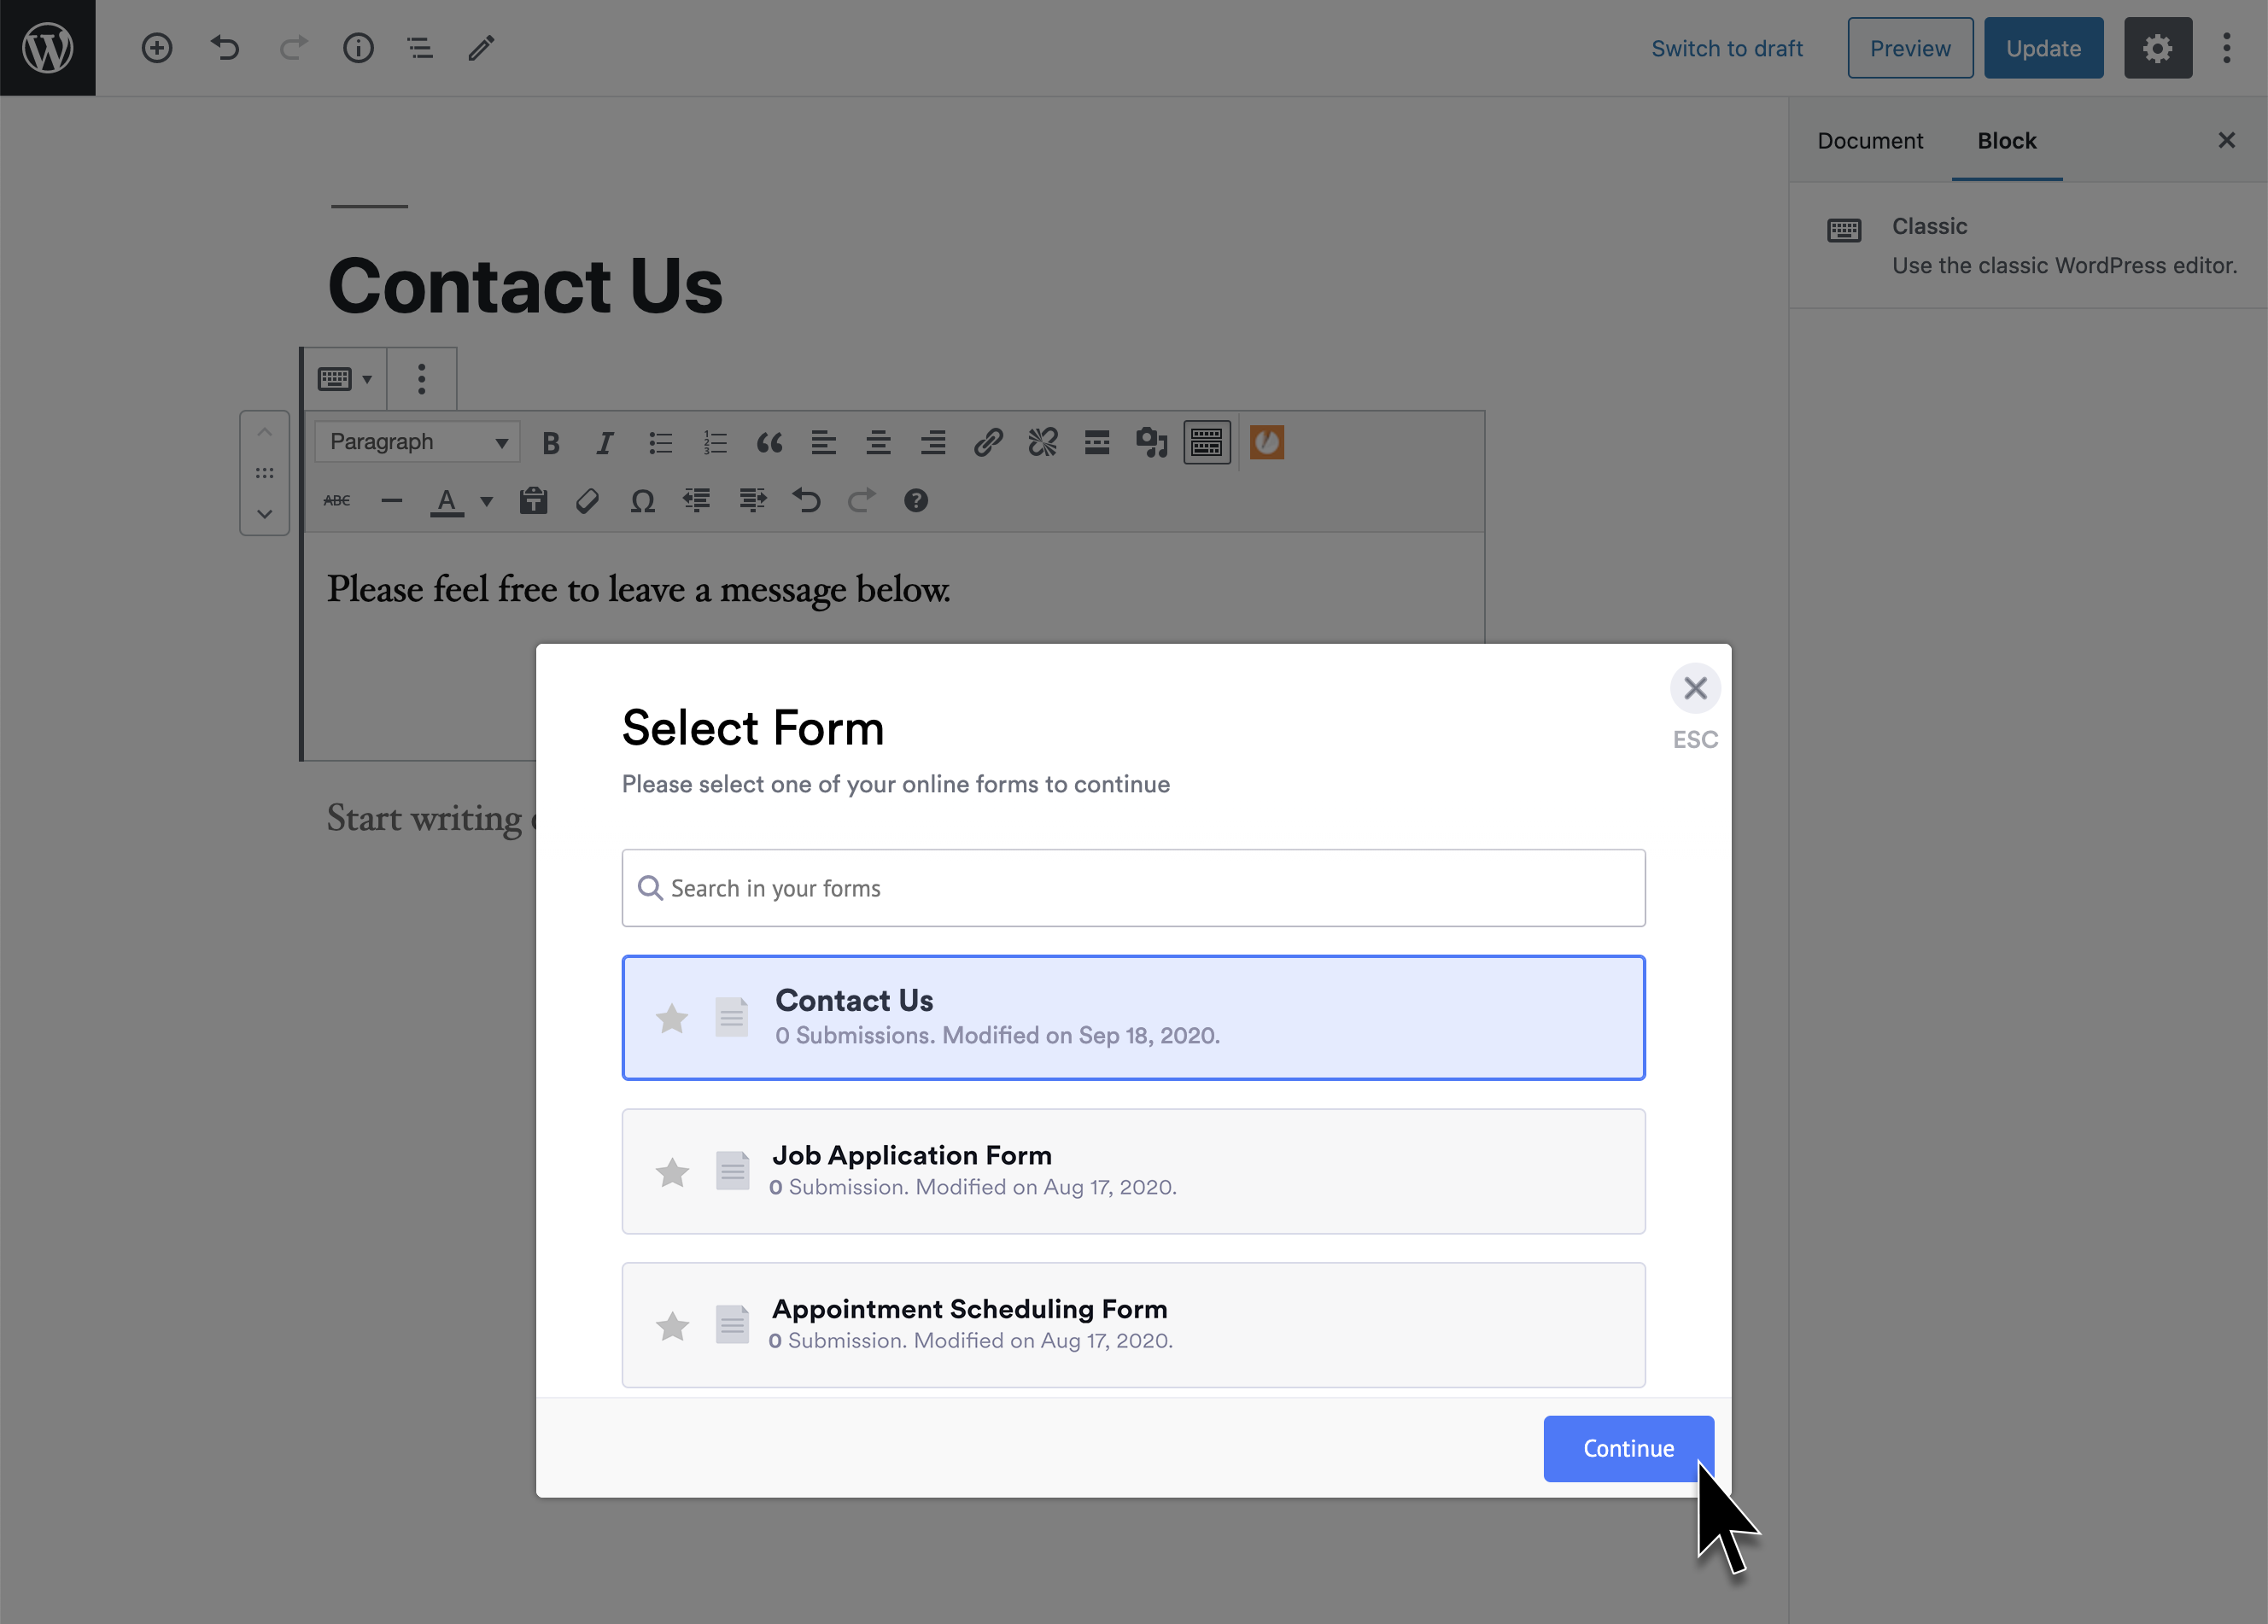 Switch to draft
Preview
Update
Document
Block
Classic
Use the classic WordPress editor.
Contact Us
Paragraph
ABC
Please feel free to leave a message below.
Start writing
Select Form
ESC
Please select one of your online forms to continue
Search in your forms
Contact Us
0 Submissions. Modified on Sep 18, 2020.
Job Application Form
0 Submission. Modified on Aug 17, 2020.
Appointment Scheduling Form
0 Submission. Modified on Aug 17, 2020.
Continue